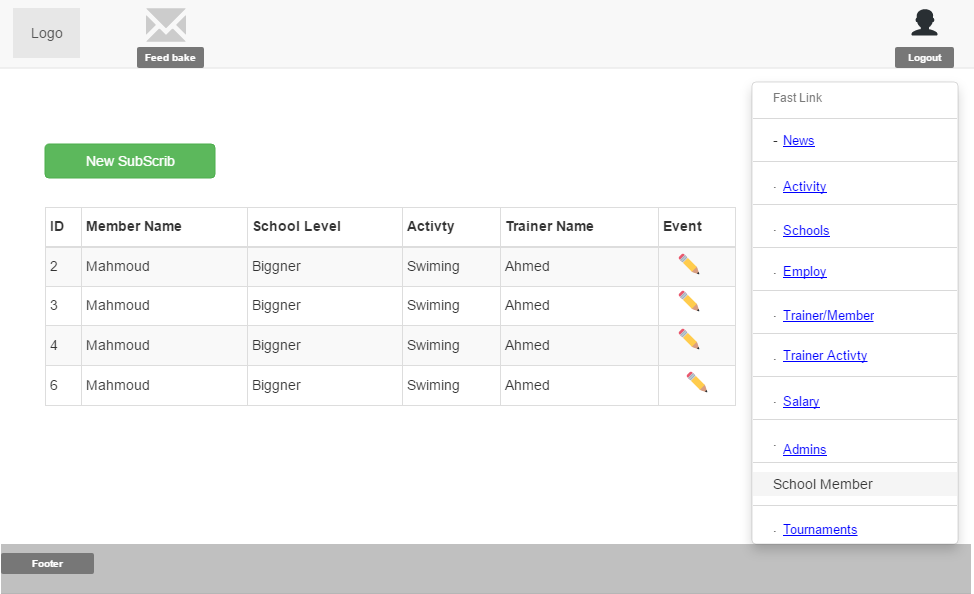 Logo
Feed bake
Logout
New SubScrib
ID Member Name School Level Activty Trainer Name Event
2 Mahmoud Biggner Swiming Ahmed
3 Mahmoud Biggner Swiming Ahmed
4 Mahmoud Biggner Swiming Ahmed
6 Mahmoud Biggner Swiming Ahmed
Fast Link
- News
· Activity
· Schools
· Employ
· Trainer/Member
. Trainer Activty
· Salary
· Admins
School Member
. Tournaments
Footer